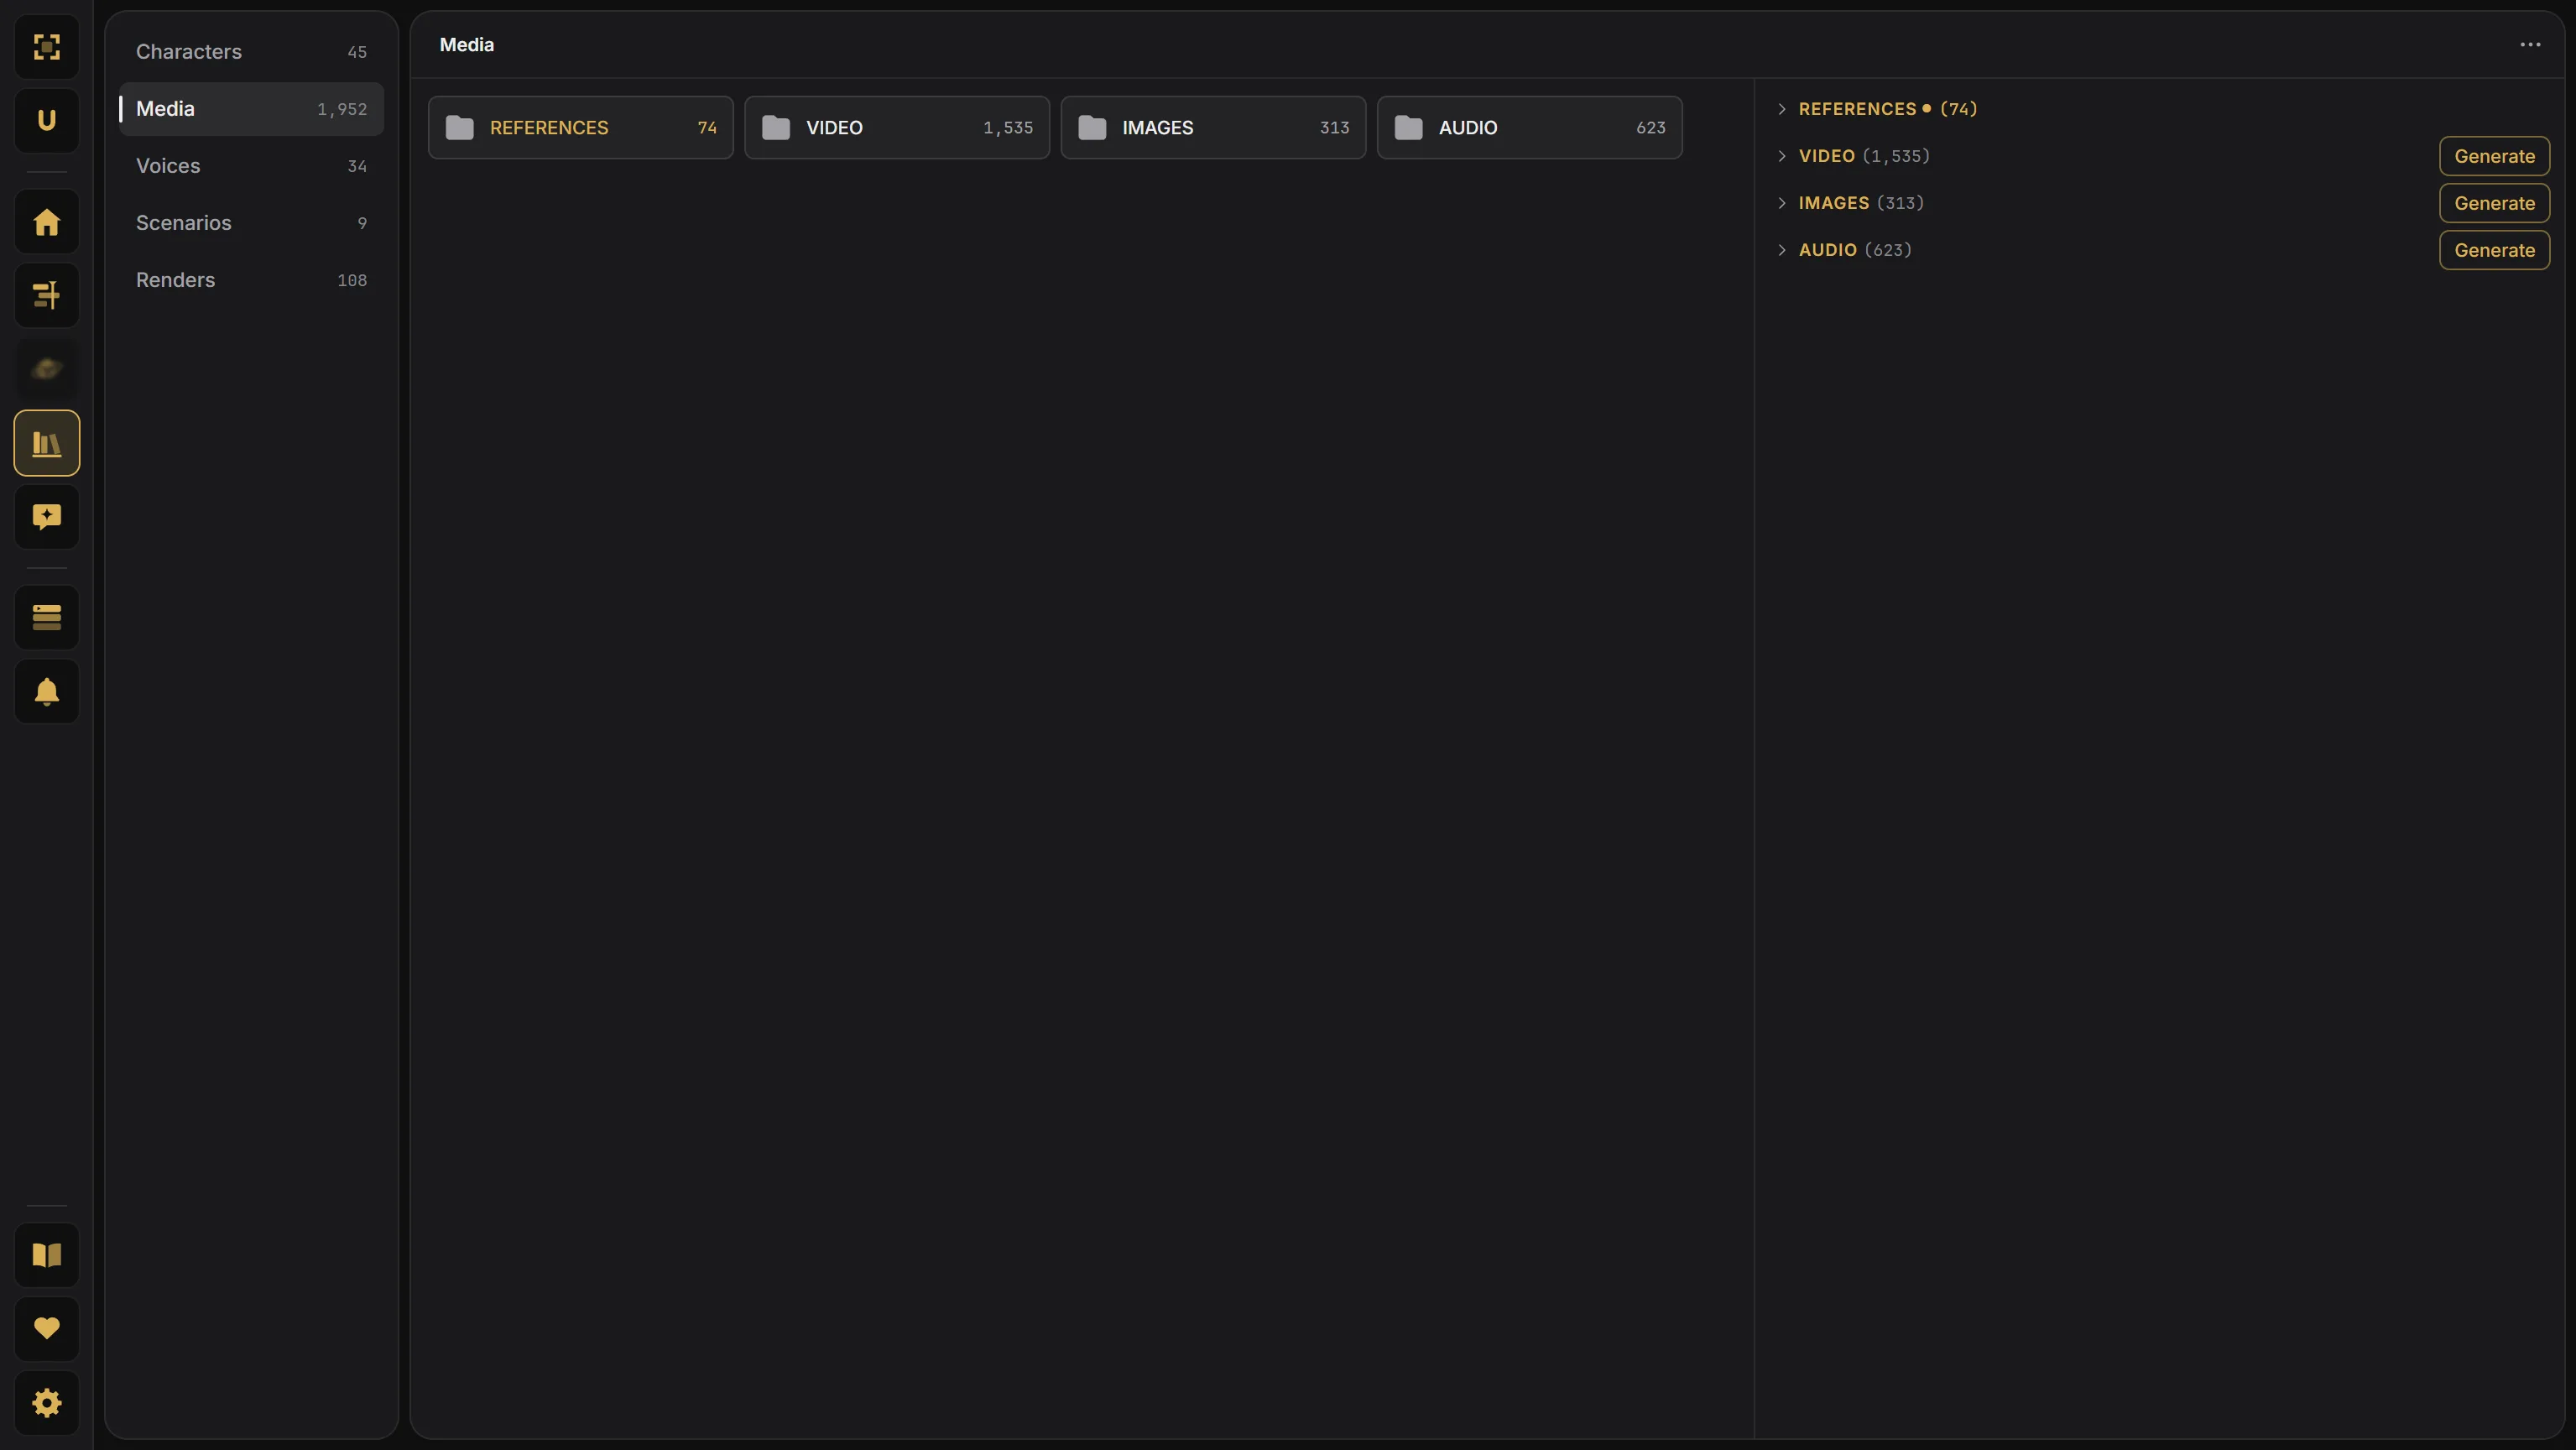 U
Characters 45
Media 1,952
Voices 34
Scenarios 9
Renders 108
Media
REFERENCES 74
VIDEO 1,535
IMAGES 313
AUDIO 623
REFERENCES (74)
VIDEO (1,535) Generate
IMAGES (313) Generate
AUDIO (623) Generate